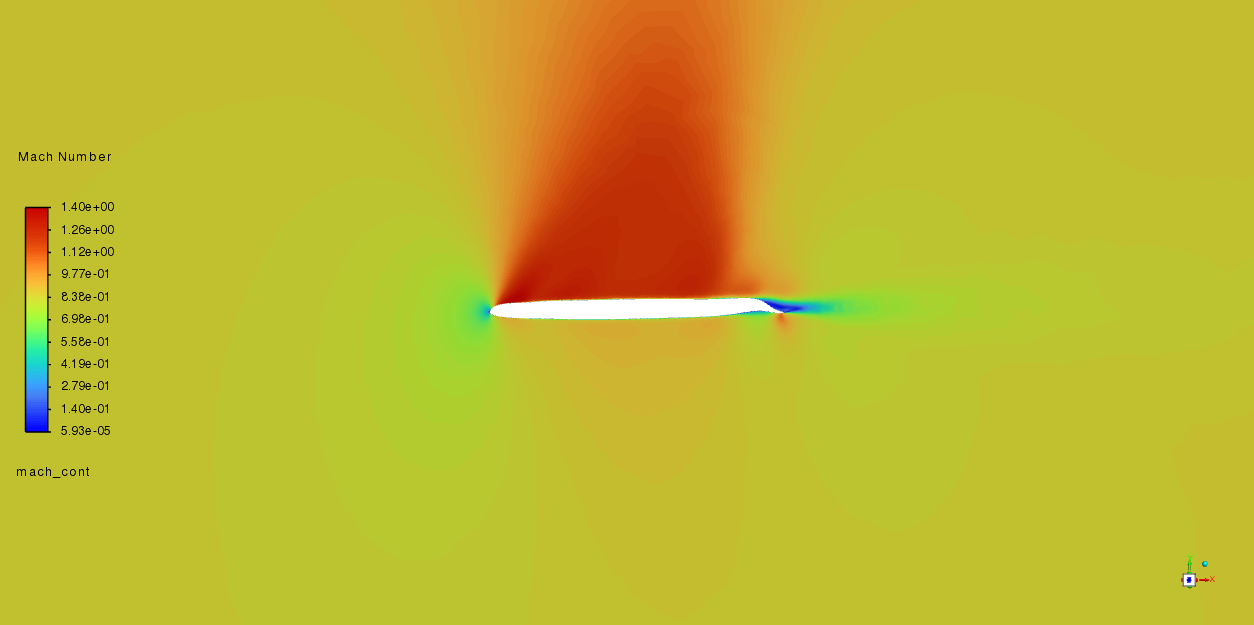 Mach Number
1.40e+00
1.26e+00
1.12e+00
9.77e-01
8.38e-01
6.98e-01
5.58e-01
4.19e-01
2.79e-01
1.40e-01
5.93e-05
mach_cont
Y
X